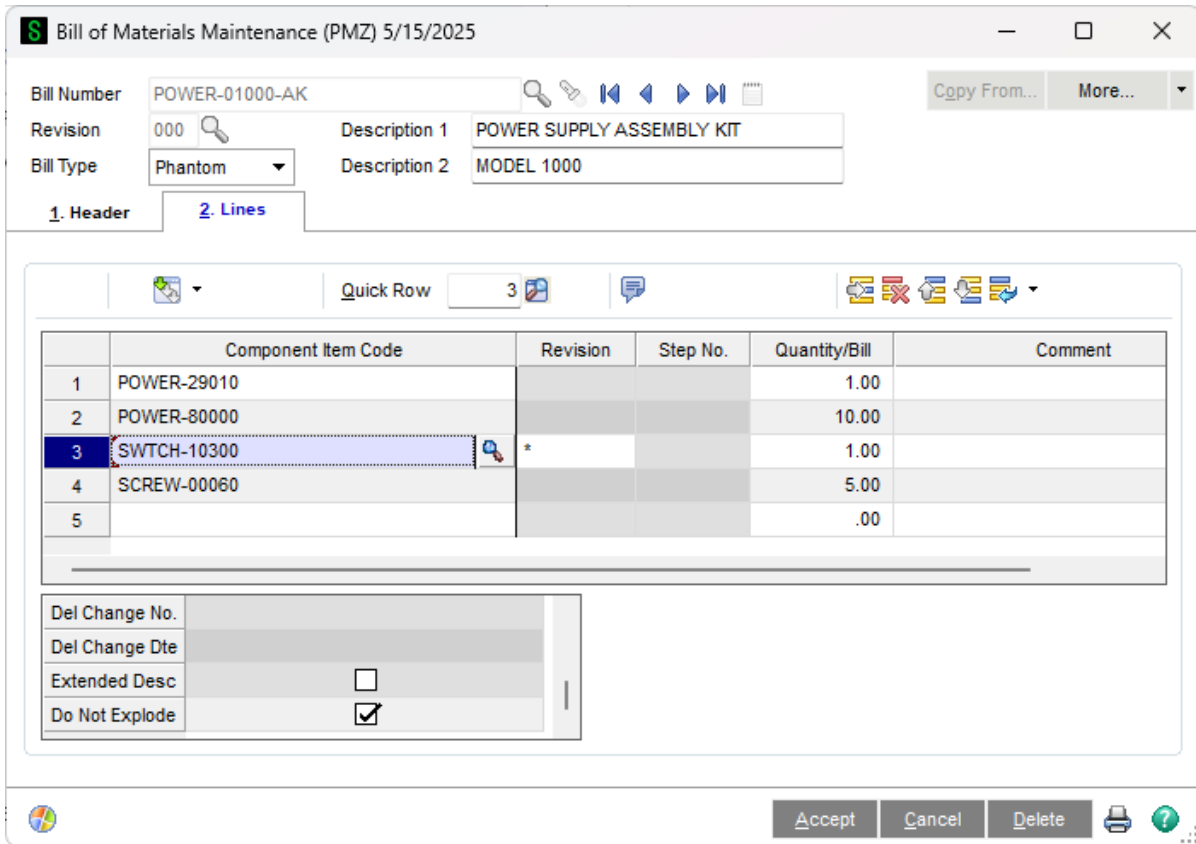 S Bill of Materials Maintenance (PMZ) 5/15/2025
Bill Number POWER-01000-AK Copy From... More...
Revision 000 Description 1 POWER SUPPLY ASSEMBLY KIT
Bill Type Phantom Description 2 MODEL 1000
1. Header 2. Lines
Quick Row 3
Component Item Code Revision Step No. Quantity/Bill Comment
1 POWER-29010 1.00
2 POWER-80000 10.00
3 SWTCH-10300 * 1.00
4 SCREW-00060 5.00
5 .00
Del Change No.
Del Change Dte
Extended Desc
Do Not Explode
Accept Cancel Delete ?